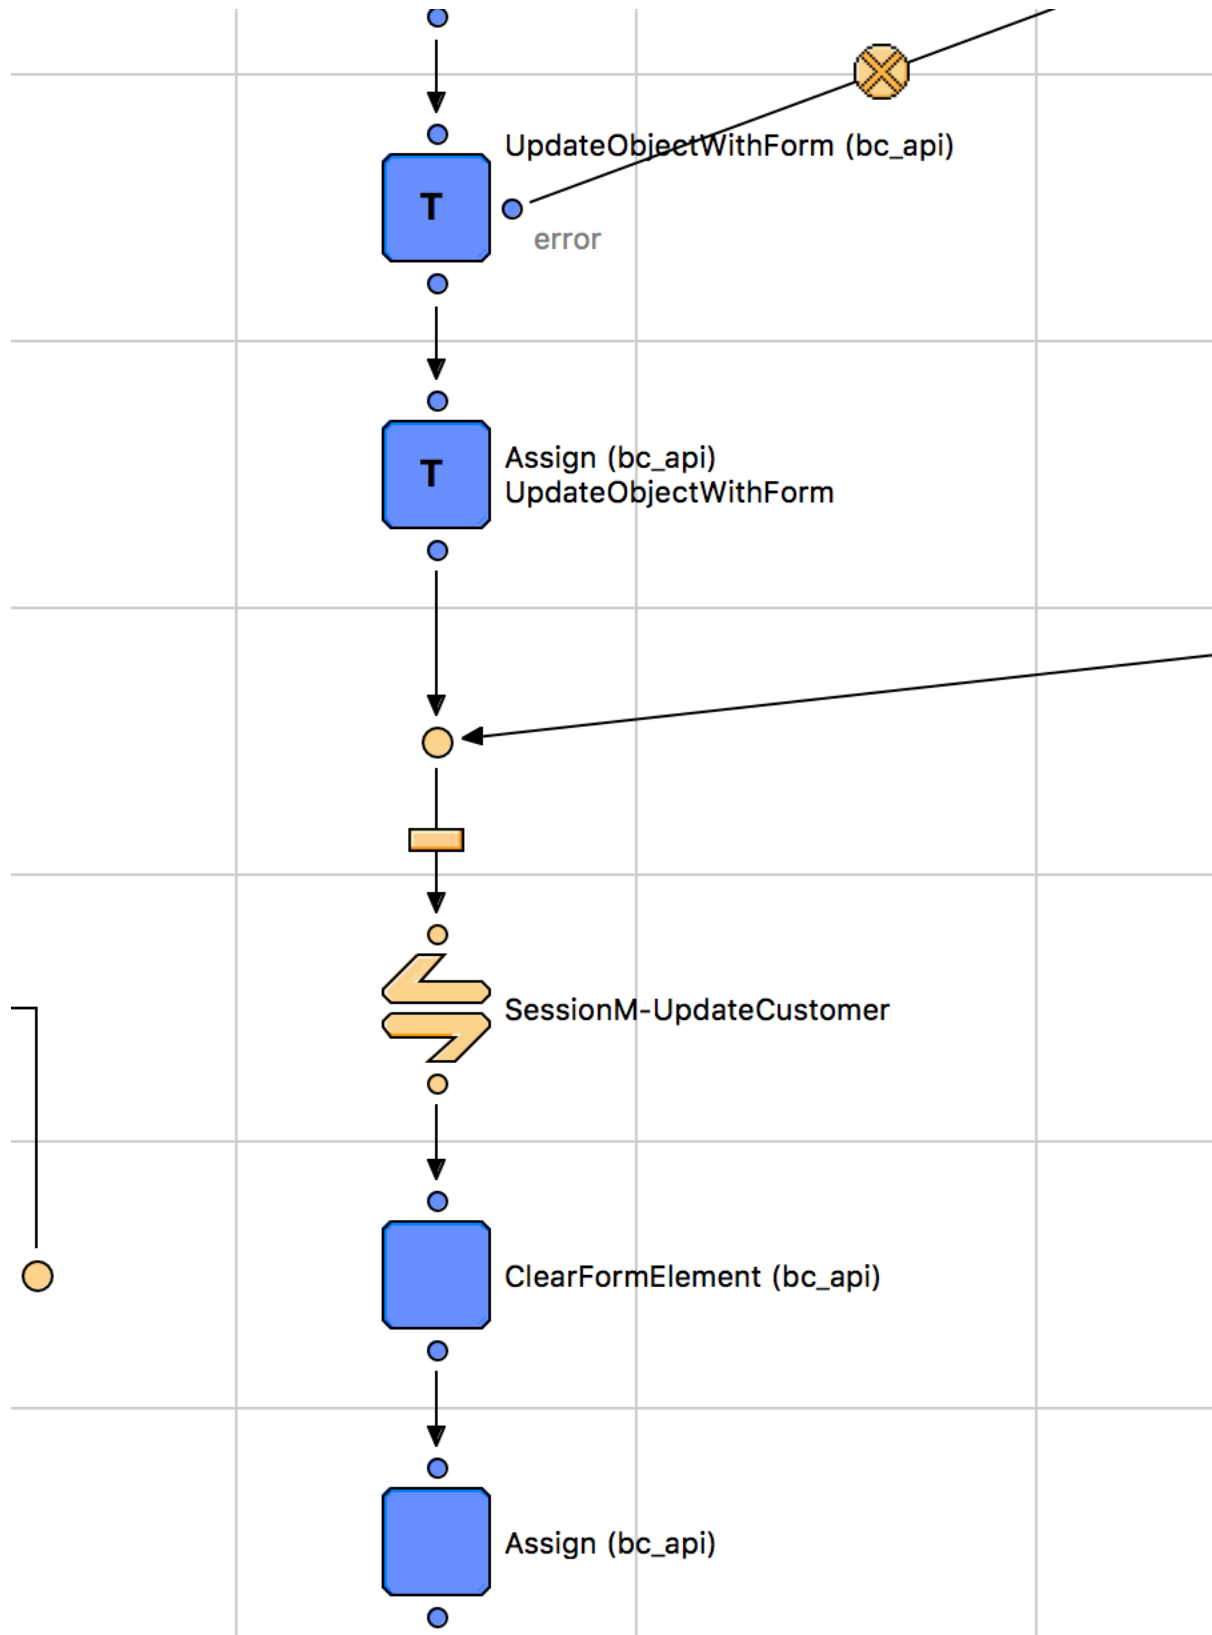 UpdateObjectWithForm (bc_api)
T
error
T
Assign (bc_api)
UpdateObjectWithForm
SessionM-UpdateCustomer
ClearFormElement (bc_api)
Assign (bc_api)